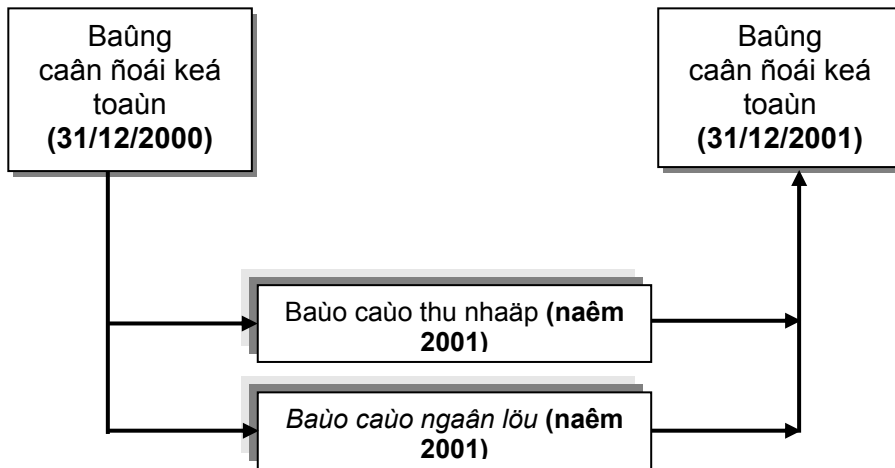 Baûng
caân ñoái keá
toaùn
(31/12/2000)
Baûng
caân ñoái keá
toaùn
(31/12/2001)
Baùo caùo thu nhaäp (naêm
2001)
Baùo caùo ngaân löu (naêm
2001)